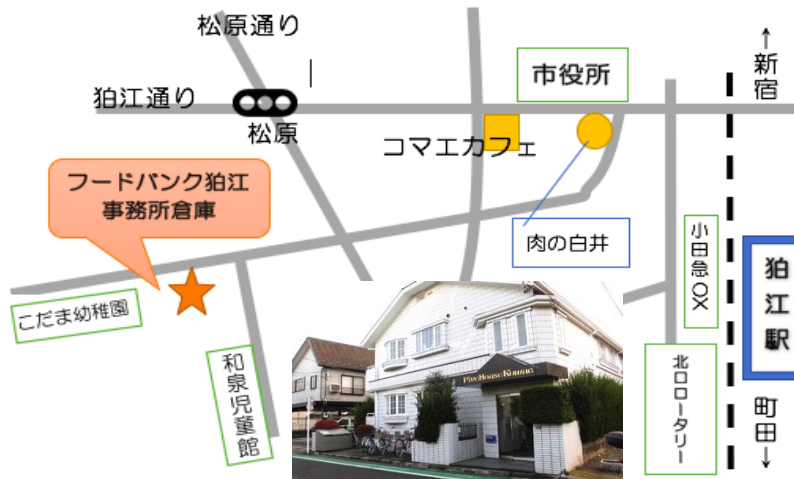 松原通り
↑新宿
市役所
狛江通り
松原
コマエカフェ
フードバンク狛江
事務所倉庫
肉の白井
小田急OX
狛江駅
こだま幼稚園
和泉児童館
PineHouseKomae
北口ロータリー
町田↓